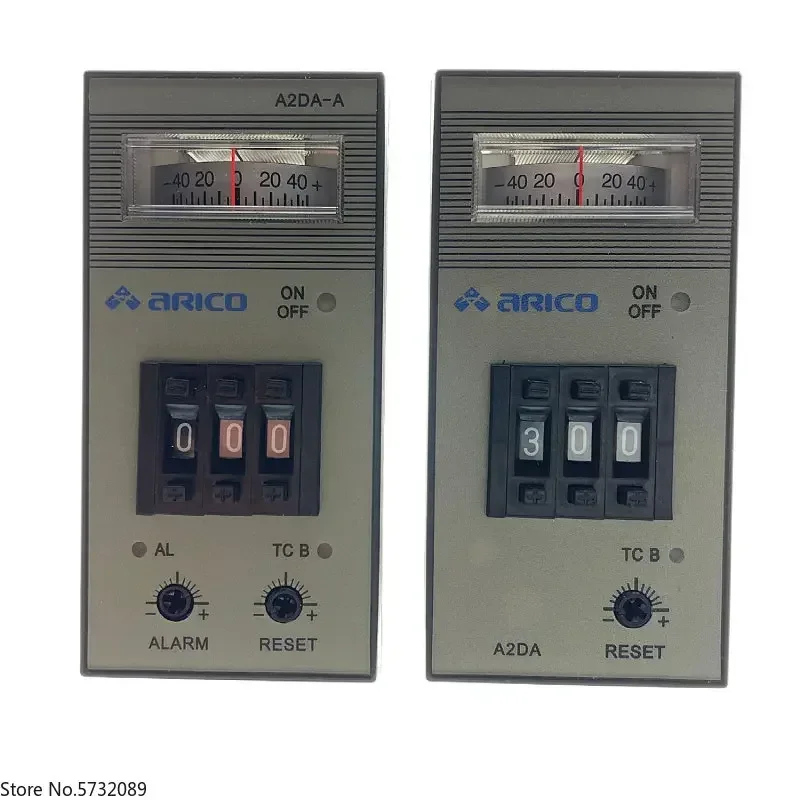 A2DA-A
-40 20 0 20 40+
ARICO
ON
OFF
0 0 0
AL
TC B
- +
- +
ALARM
RESET
-40 20 0 20 40+
ARICO
ON
OFF
3 0 0
TC B
- +
A2DA
RESET
Store No.5732089